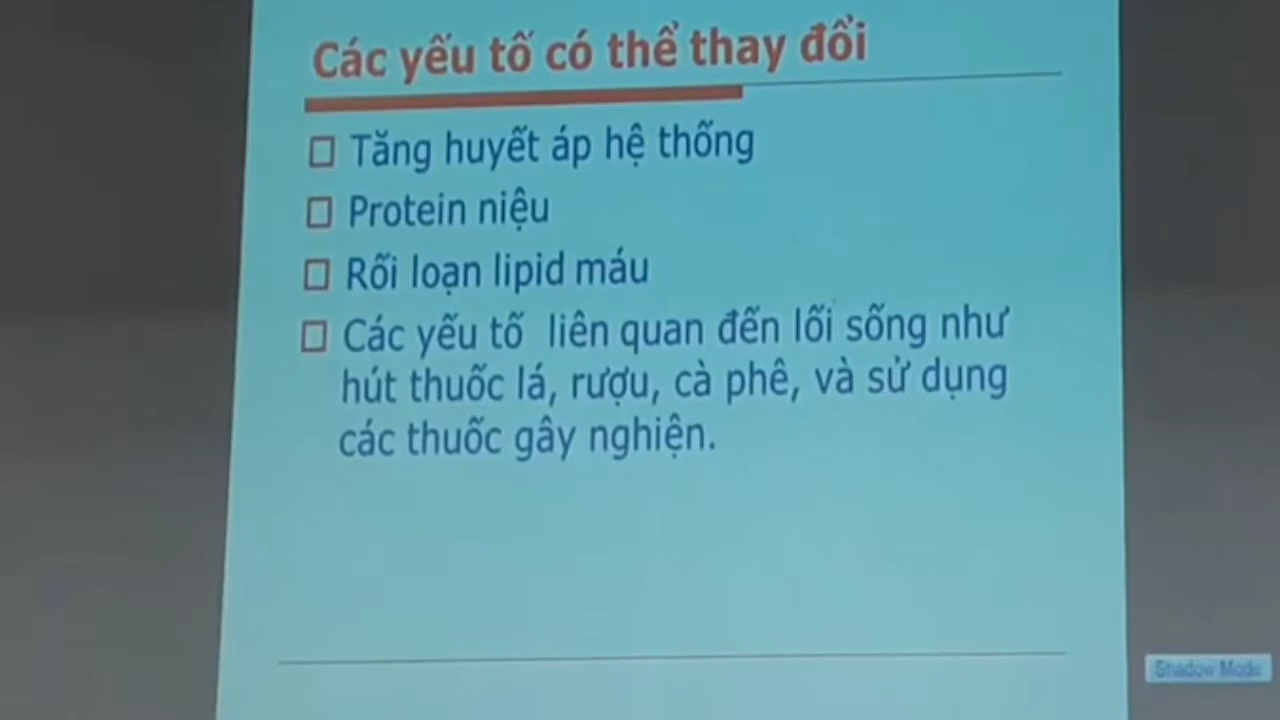 Các yếu tố có thể thay đổi
Tăng huyết áp hệ thống
Protein niệu
Rối loạn lipid máu
Các yếu tố liên quan đến lối sống như
hút thuốc lá, rượu, cà phê, và sử dụng
các thuốc gây nghiện.
Shadow Mode